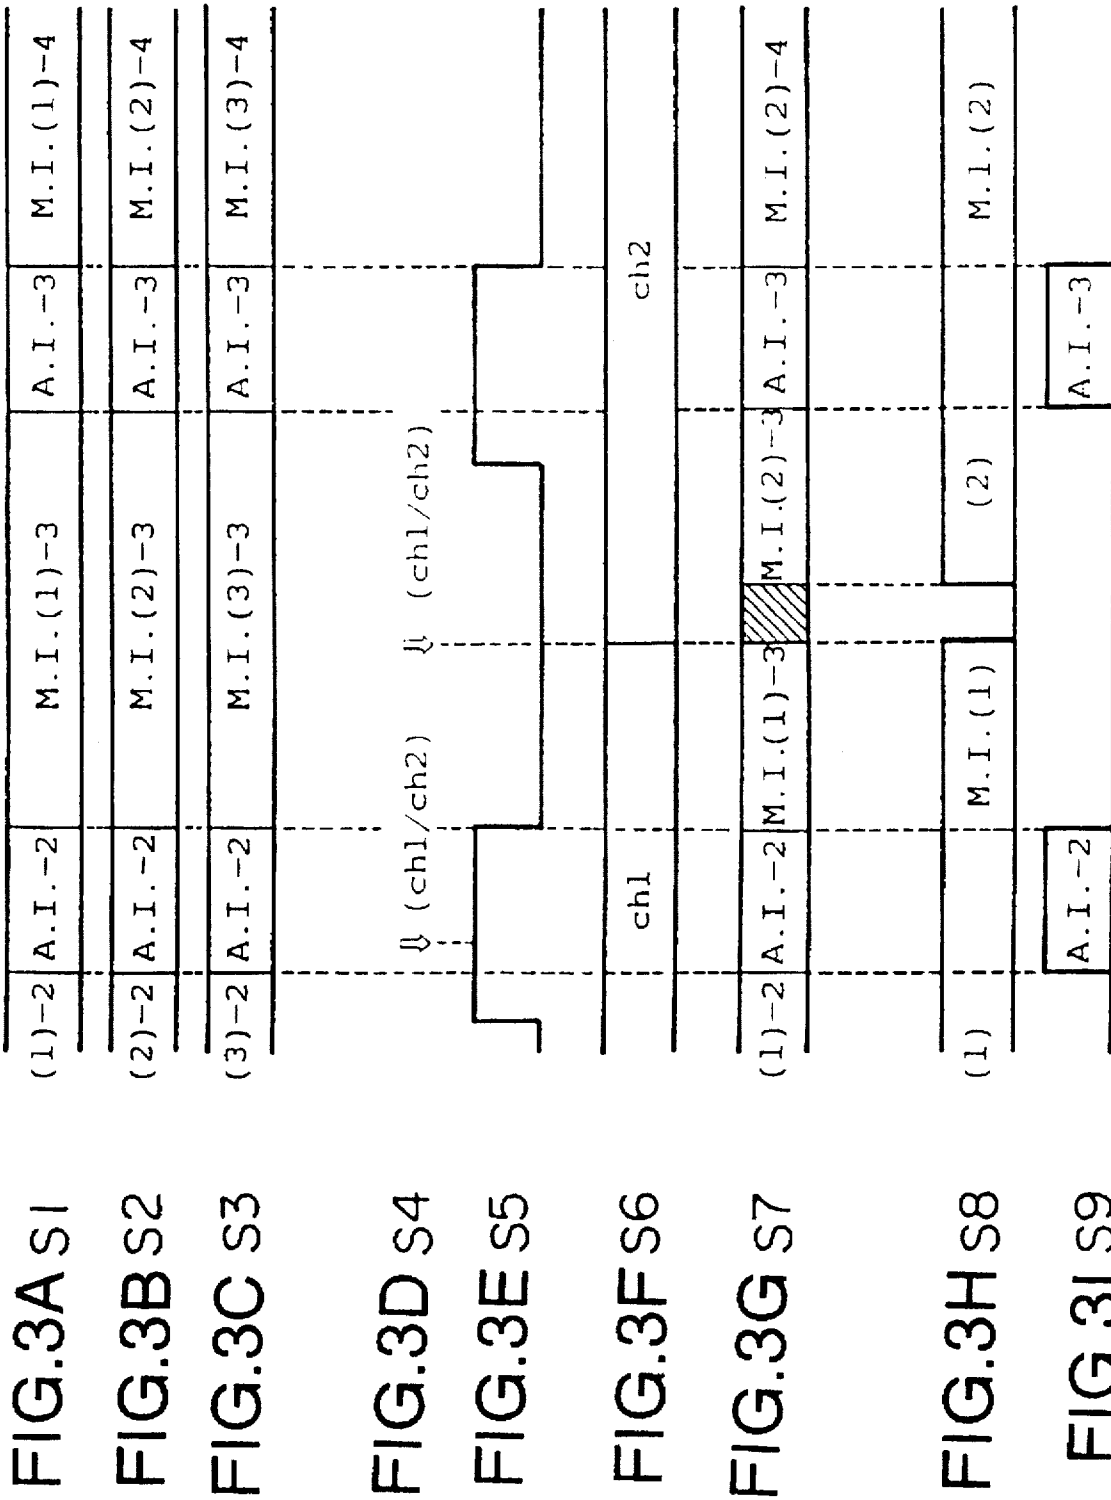 FIG.3A S1 (1)-2 A.I.-2 M.I.(1)-3 A.I.-3 M.I.(1)-4
FIG.3B S2 (2)-2 A.I.-2 M.I.(2)-3 A.I.-3 M.I.(2)-4
FIG.3C S3 (3)-2 A.I.-2 M.I.(3)-3 A.I.-3 M.I.(3)-4
FIG.3D S4 ⇩ (ch1/ch2) ⇩ (ch1/ch2)
FIG.3E S5
FIG.3F S6 ch1 ch2
FIG.3G S7 (1)-2 A.I.-2 M.I.(1)-3 M.I.(2)-3 A.I.-3 M.I.(2)-4
FIG.3H S8 (1) M.I.(1) (2) M.I.(2)
FIG.3I S9 A.I.-2 A.I.-3